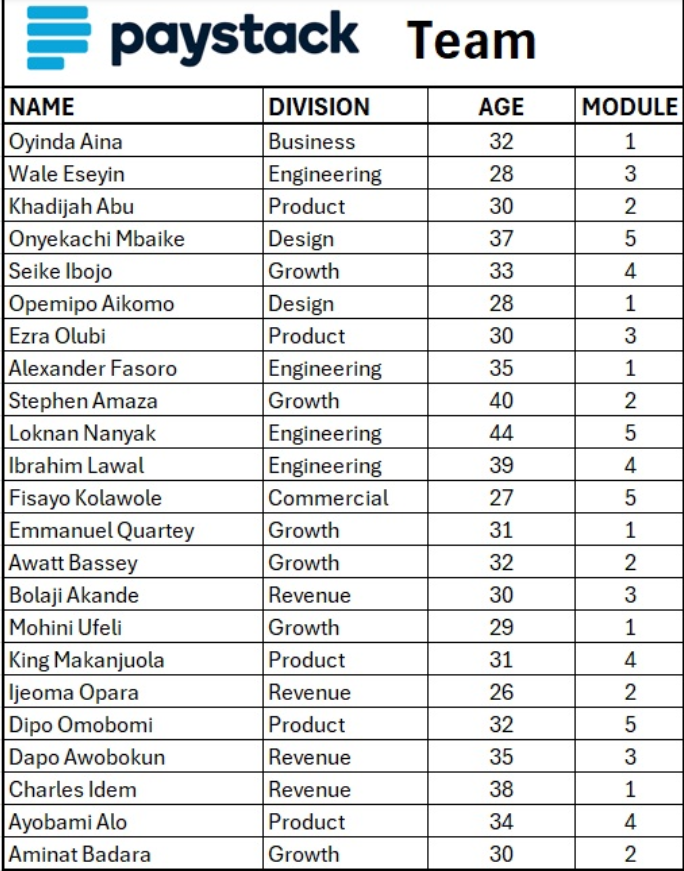 paystack Team
NAME DIVISION AGE MODULE
Oyinda Aina Business 32 1
Wale Eseyin Engineering 28 3
Khadijah Abu Product 30 2
Onyekachi Mbaike Design 37 5
Seike Ibojo Growth 33 4
Opemipo Aikomo Design 28 1
Ezra Olubi Product 30 3
Alexander Fasoro Engineering 35 1
Stephen Amaza Growth 40 2
Loknan Nanyak Engineering 44 5
Ibrahim Lawal Engineering 39 4
Fisayo Kolawole Commercial 27 5
Emmanuel Quartey Growth 31 1
Awatt Bassey Growth 32 2
Bolaji Akande Revenue 30 3
Mohini Ufeli Growth 29 1
King Makanjuola Product 31 4
Ijeoma Opara Revenue 26 2
Dipo Omobomi Product 32 5
Dapo Awobokun Revenue 35 3
Charles Idem Revenue 38 1
Ayobami Alo Product 34 4
Aminat Badara Growth 30 2